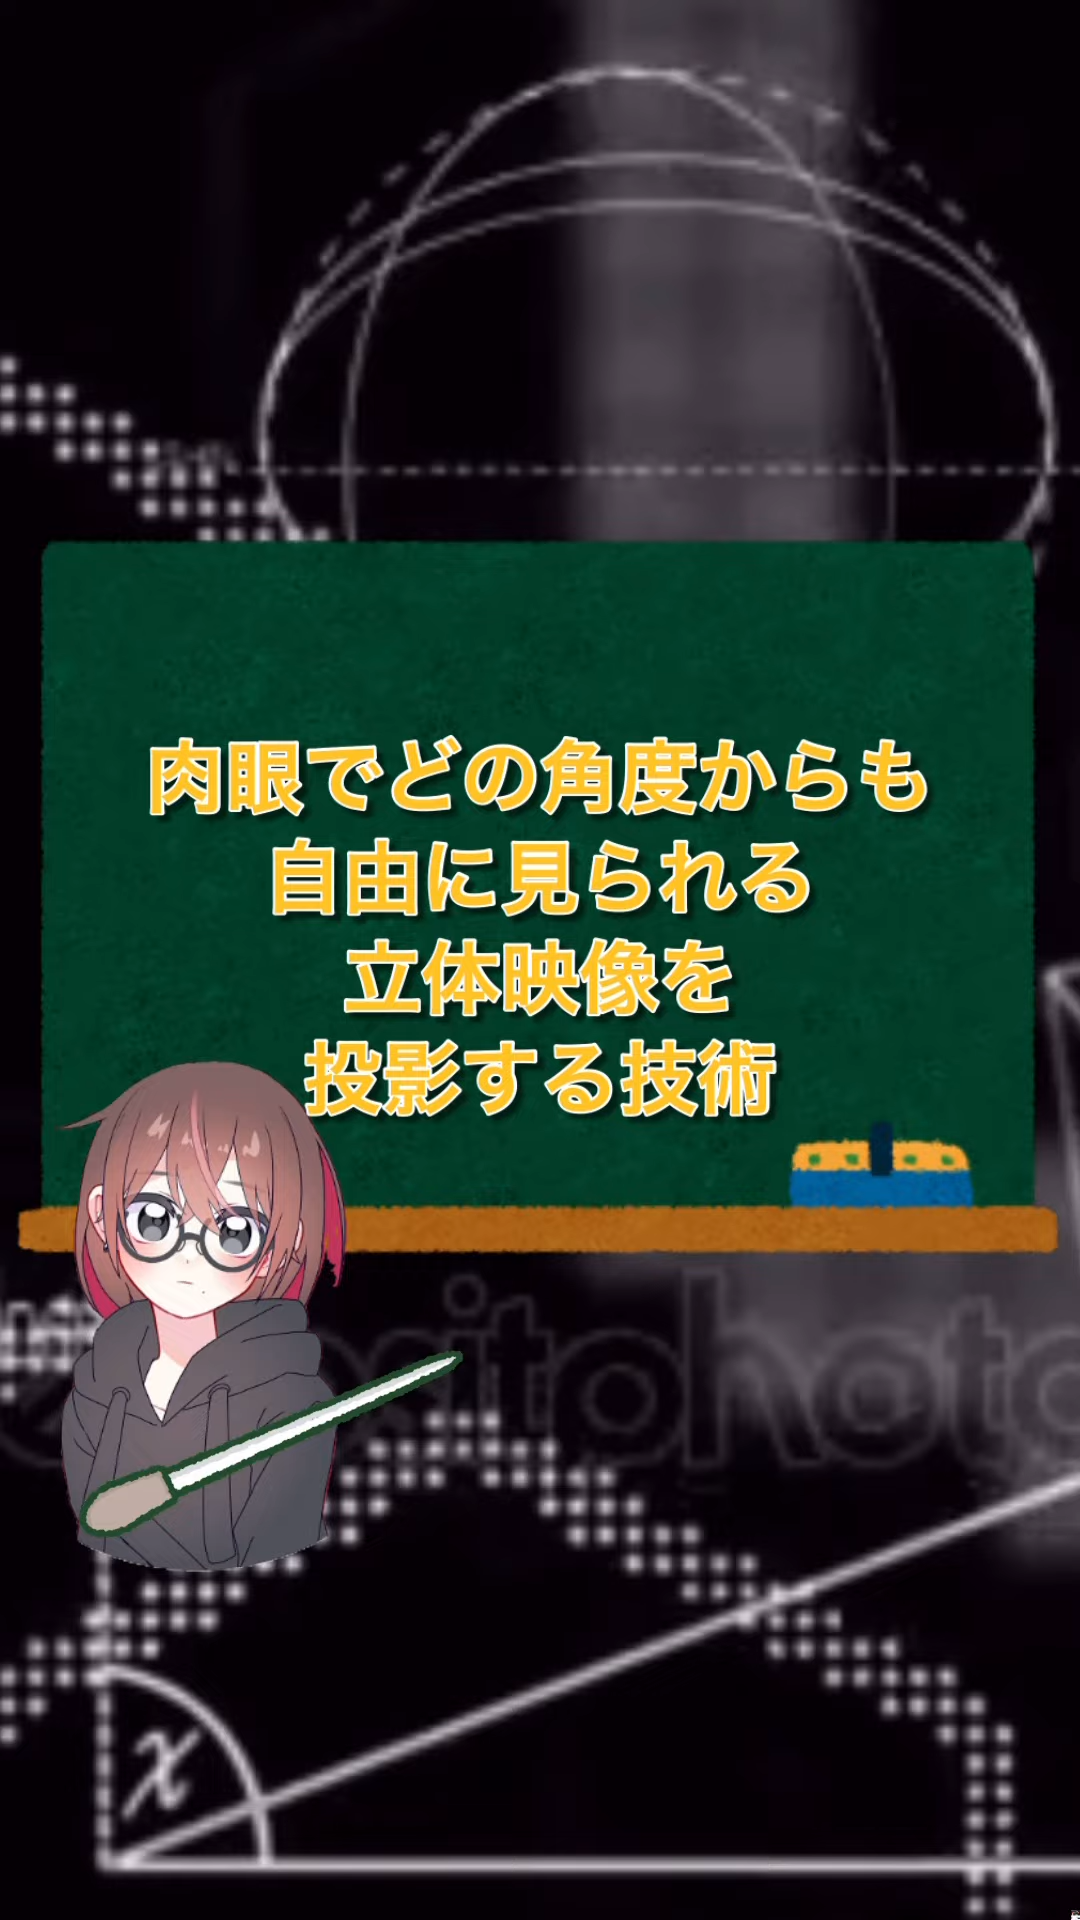 肉眼でどの角度からも
自由に見られる
立体映像を
投影する技術
x